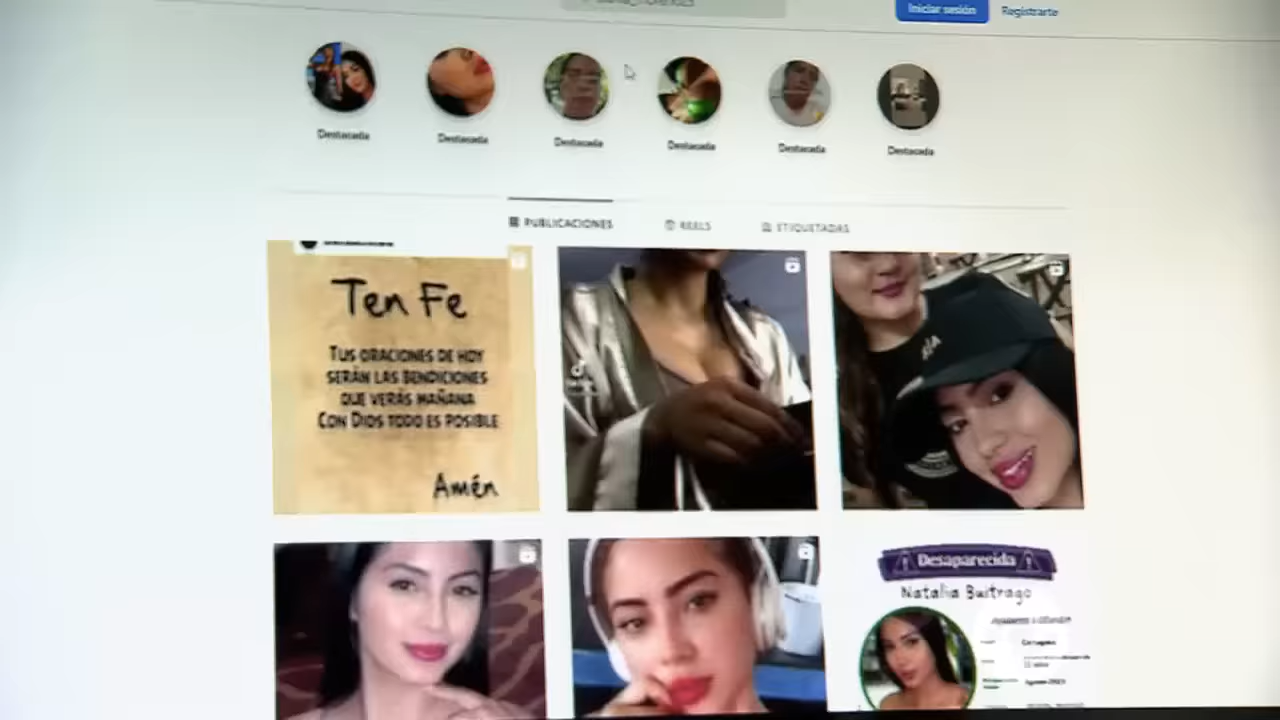 Iniciar sesión
Registrarte
Destacada
Destacada
Destacada
Destacada
Destacada
Destacada
PUBLICACIONES
REELS
ETIQUETADAS
Ten Fe
TUS ORACIONES DE HOY
SERÁN LAS BENDICIONES
QUE VERÁS MAÑANA
CON DIOS TODO ES POSIBLE
Amén
Desaparecida
Natalia Buitrago
Cartagena